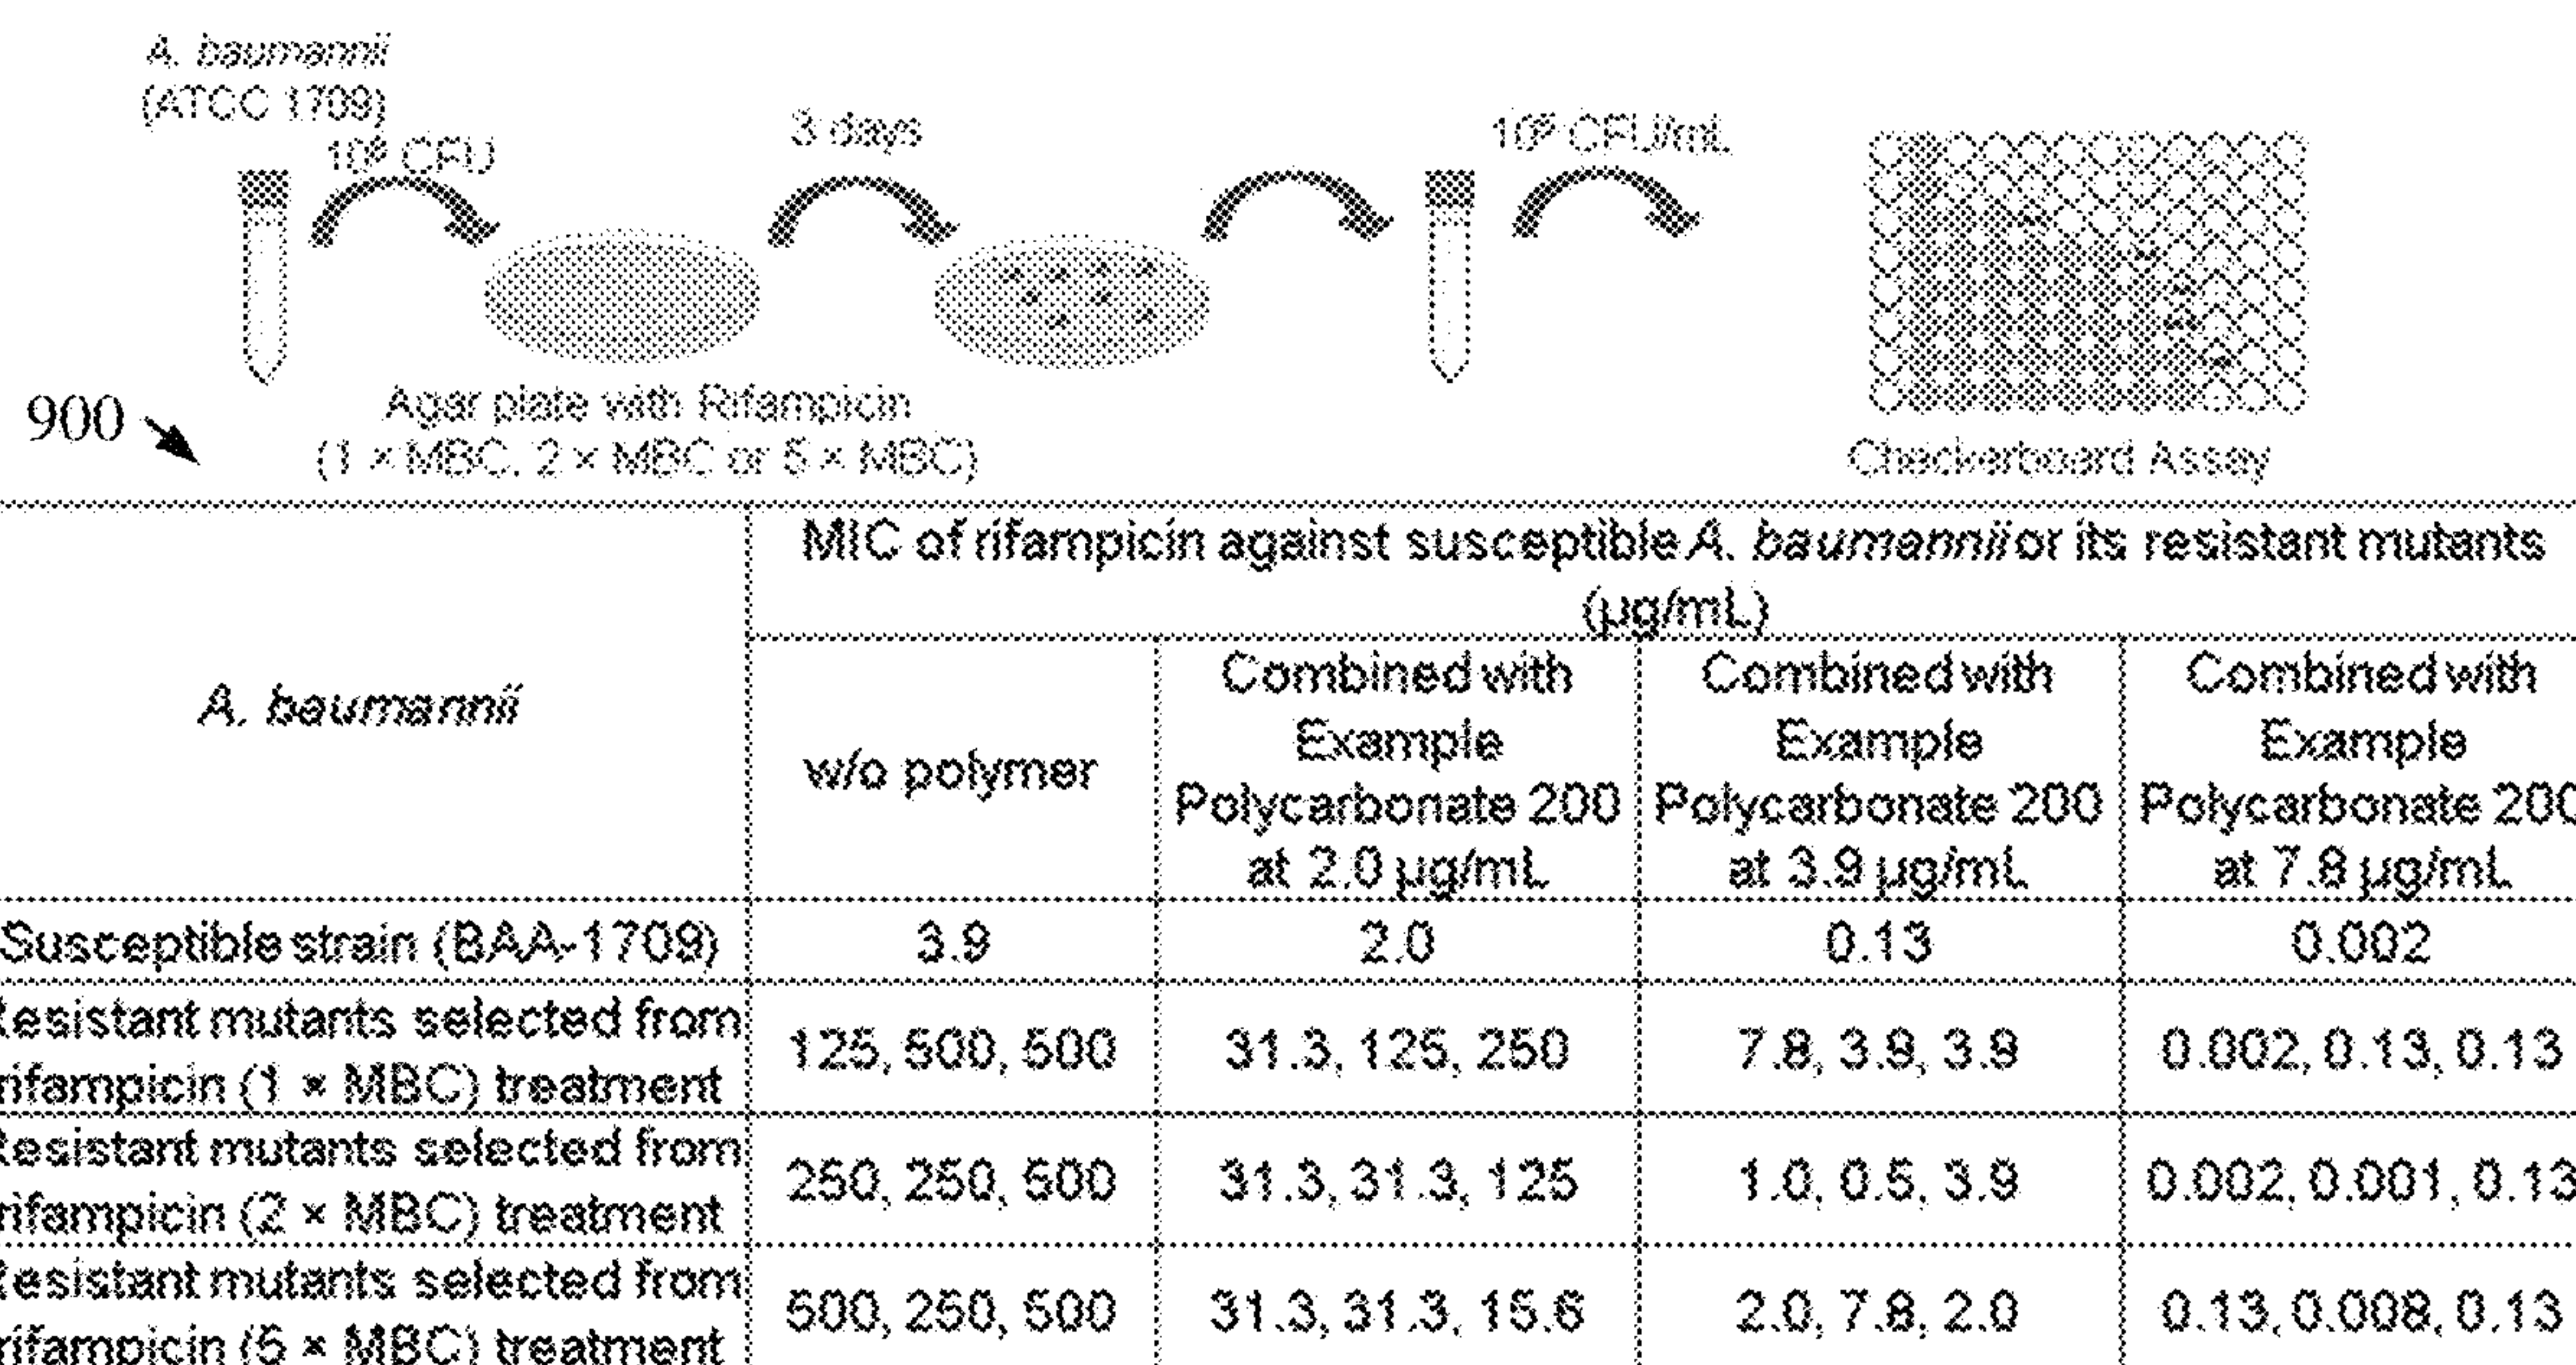 A. baumannii
(ATCC 1709)
10⁸ CFU
3 days
CFU/mL
900
Agar plate with Rifampicin
(1 × MBC, 2 × MBC or 5 × MBC)
Checkerboard Assay
MIC of rifampicin against susceptible A. baumannii or its resistant mutants
(µg/mL)
A. baumannii
w/o polymer
Combined with
Example
Polycarbonate 200
at 2.0 µg/mL
Combined with
Example
Polycarbonate 200
at 3.9 µg/mL
Combined with
Example
Polycarbonate 200
at 7.8 µg/mL
Susceptible strain (BAA-1709)
3.9
2.0
0.13
0.002
Resistant mutants selected from
rifampicin (1 × MBC) treatment
125, 500, 500
31.3, 125, 250
7.8, 3.9, 3.9
0.002, 0.13, 0.13
Resistant mutants selected from
rifampicin (2 × MBC) treatment
250, 250, 500
31.3, 31.3, 125
1.0, 0.5, 3.9
0.002, 0.001, 0.13
Resistant mutants selected from
rifampicin (5 × MBC) treatment
500, 250, 500
31.3, 31.3, 15.6
2.0, 7.8, 2.0
0.13, 0.008, 0.13